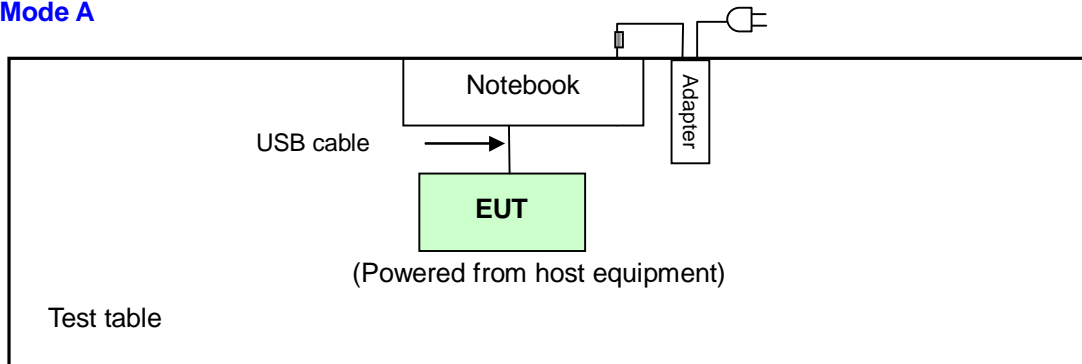 Mode A
Notebook
Adapter
USB cable
EUT
(Powered from host equipment)
Test table